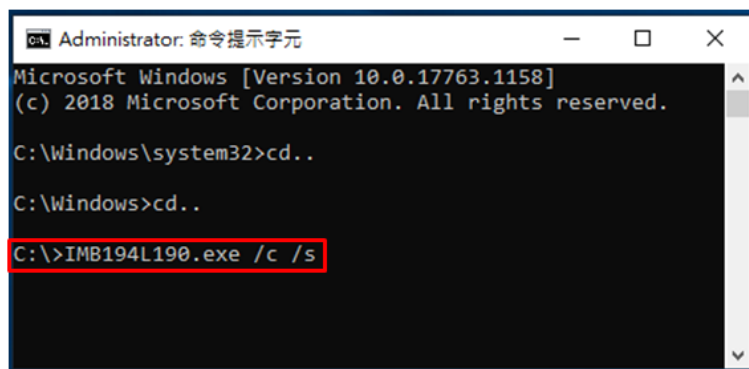 Administrator: 命令提示字元
Microsoft Windows [Version 10.0.17763.1158]
(c) 2018 Microsoft Corporation. All rights reserved.
C:\Windows\system32>cd..
C:\Windows>cd..
C:\>IMB194L190.exe /c /s